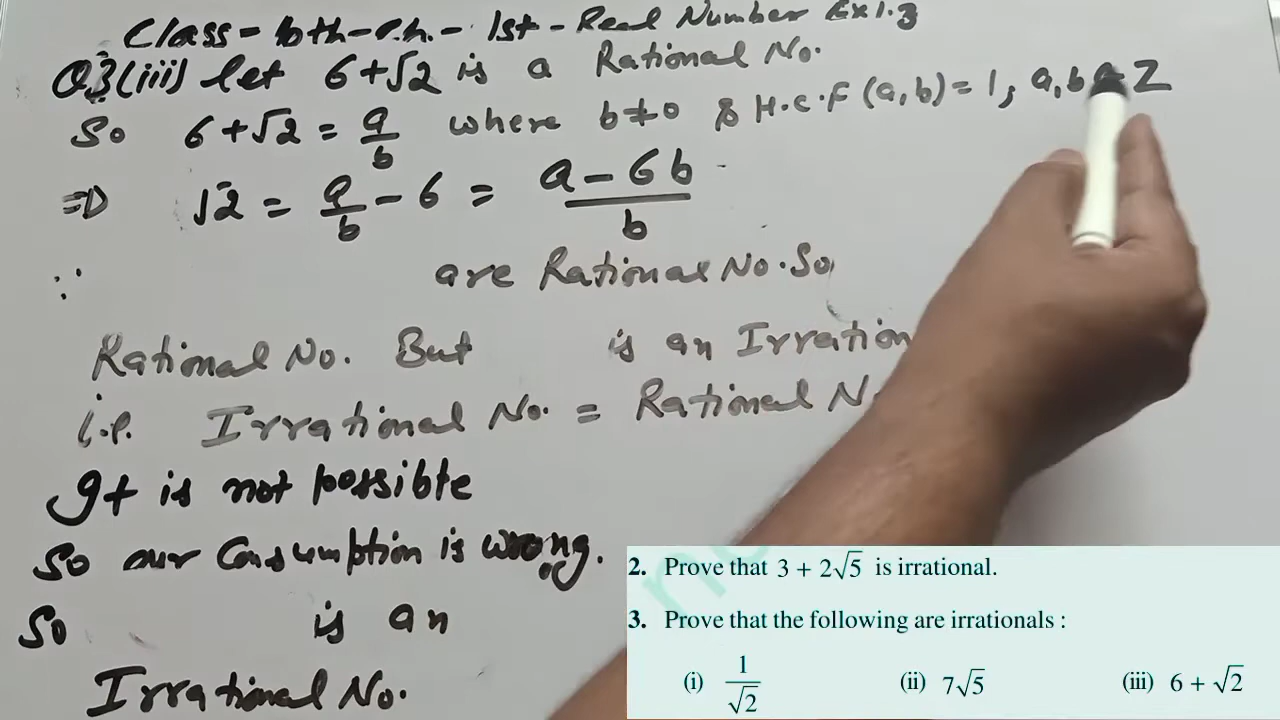 Class - 10th - Ch. - 1st - Real Number Ex 1.3
Q3(iii) let 6+√2 is a Rational No.
So 6+√2 = a/b where b≠0 & H.C.F (a,b) = 1, a,b Z
⇒ √2 = a/b - 6 = a-6b/b
∵ are Rational No. So
Rational No. But is an Irration
i.e. Irrational No. = Rational N
It is not possible
So our Consumption is wrong.
So is an
Irrational No.
2. Prove that 3 + 2√5 is irrational.
3. Prove that the following are irrationals :
(i) 1/√2 (ii) 7√5 (iii) 6 + √2